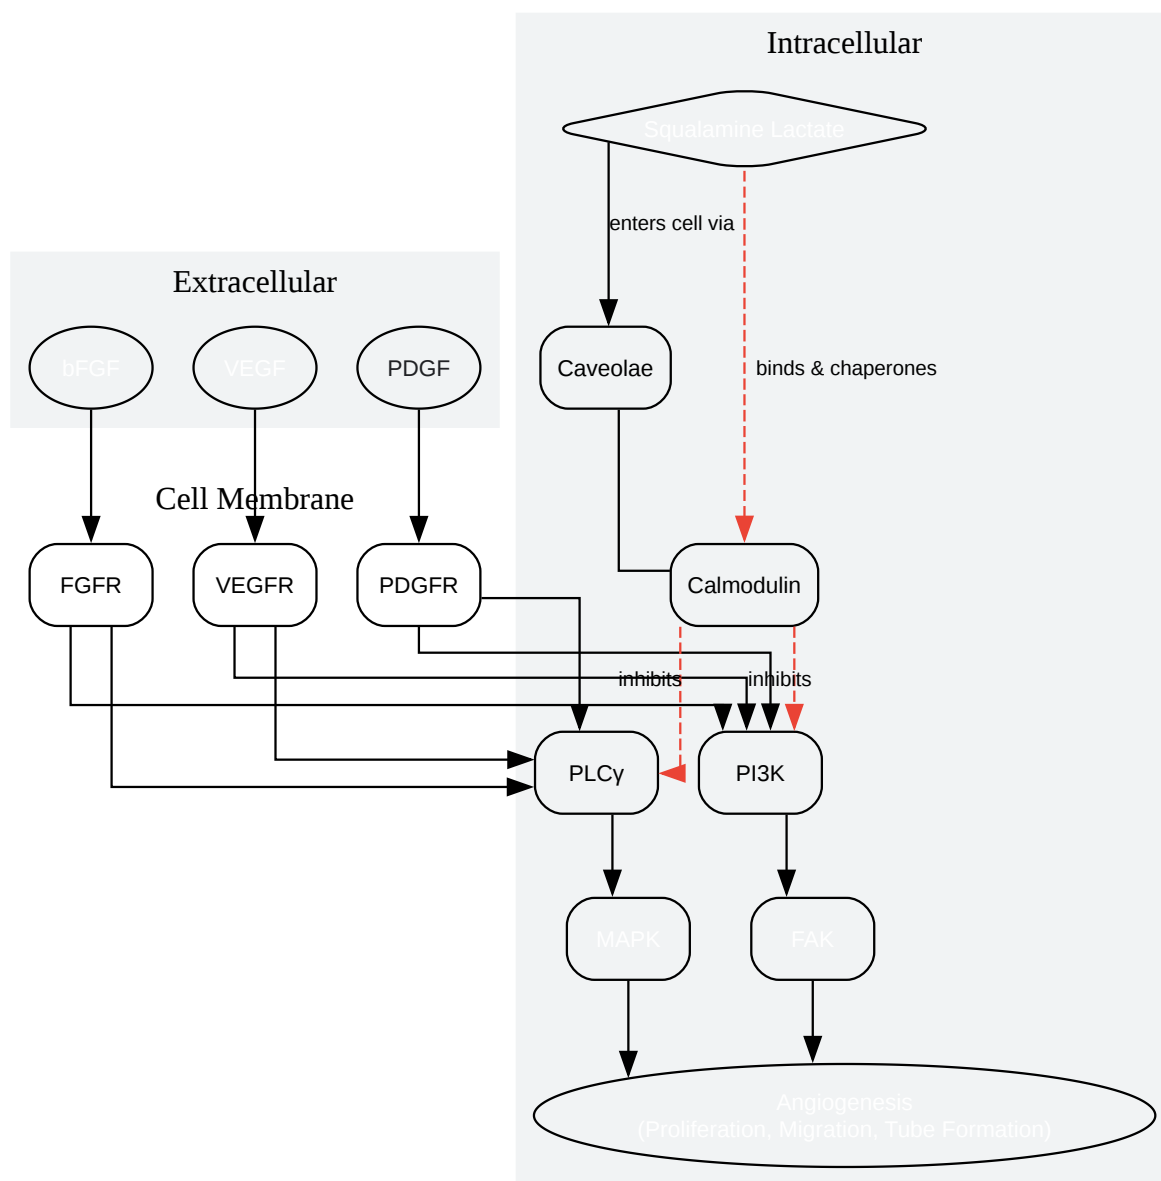 Intracellular
Squalamine Lactate
enters cell via
Extracellular
bFGF
VEGF
PDGF
Caveolae
binds & chaperones
Cell Membrane
FGFR
VEGFR
PDGFR
Calmodulin
inhibits
inhibits
PLCγ
PI3K
MAPK
FAK
Angiogenesis
(Proliferation, Migration, Tube Formation)